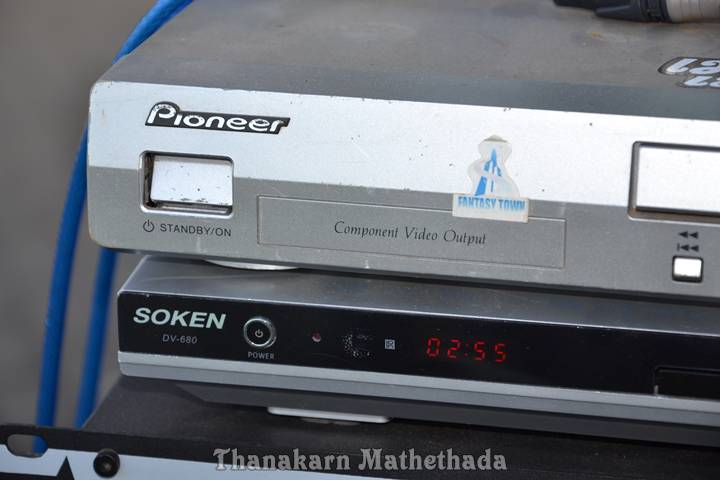 Pioneer
FANTASY TOWN
STANDBY/ON
Component Video Output
SOKEN
DV-680
POWER
02:55
Thanakarn Mathethada